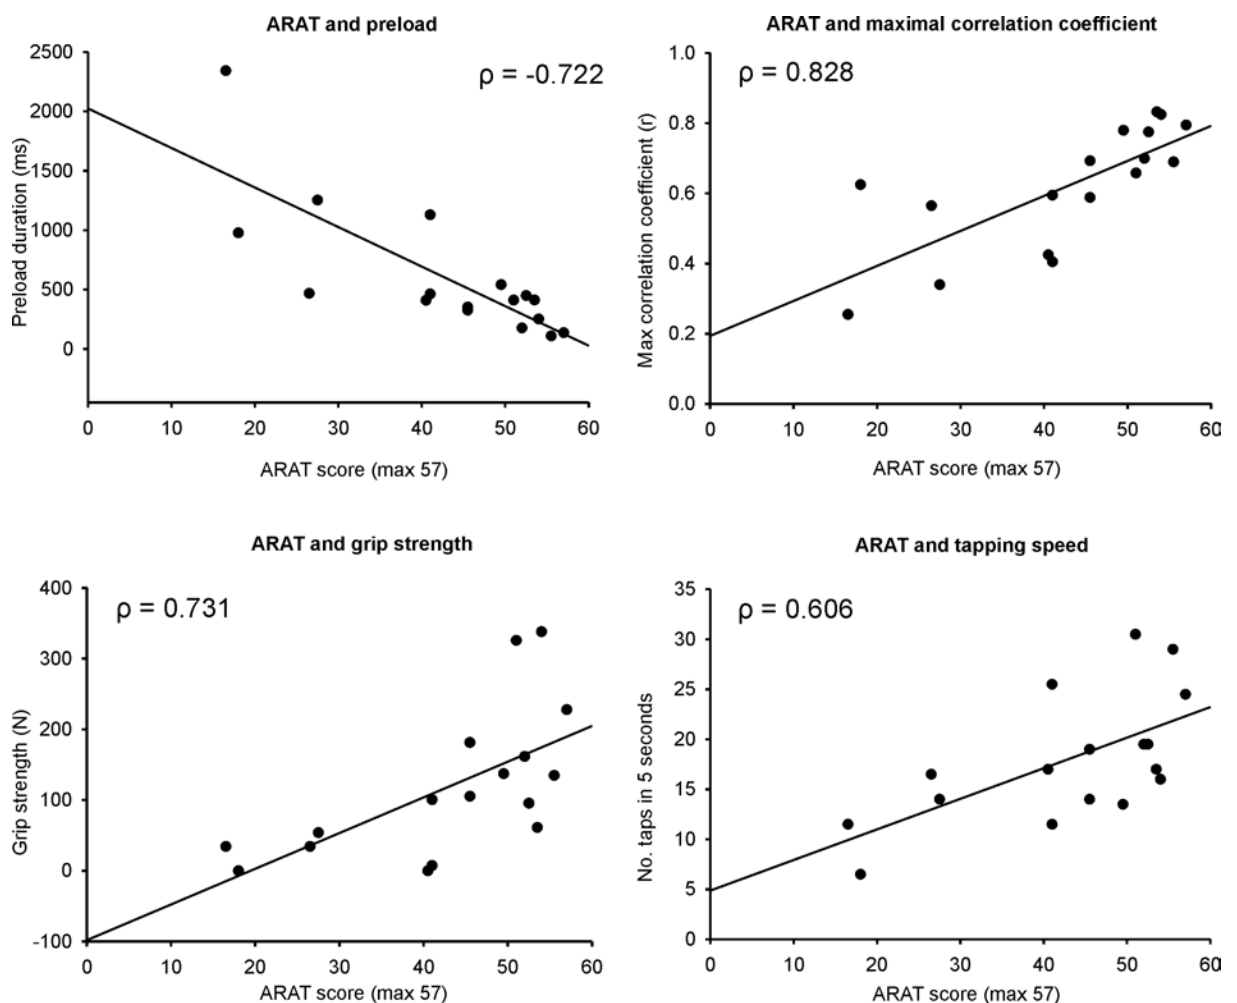 ARAT and preload
ρ = -0.722
Preload duration (ms)
2500
2000
1500
1000
500
0
0 10 20 30 40 50 60
ARAT score (max 57)
ARAT and maximal correlation coefficient
ρ = 0.828
Max correlation coefficient (r)
1.0
0.8
0.6
0.4
0.2
0.0
0 10 20 30 40 50 60
ARAT score (max 57)
ARAT and grip strength
ρ = 0.731
Grip strength (N)
400
300
200
100
0
-100
0 10 20 30 40 50 60
ARAT score (max 57)
ARAT and tapping speed
ρ = 0.606
No. taps in 5 seconds
35
30
25
20
15
10
5
0
0 10 20 30 40 50 60
ARAT score (max 57)